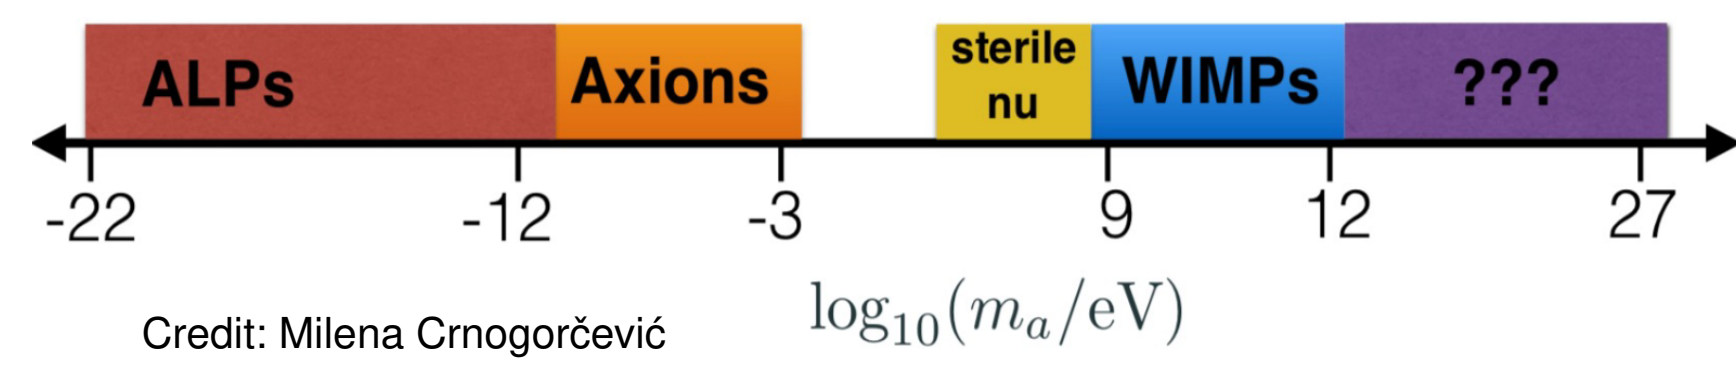 ALPs Axions sterile nu WIMPs ???
-22 -12 -3 9 12 27
log₁₀(mₐ/eV)
Credit: Milena Crnogorčević